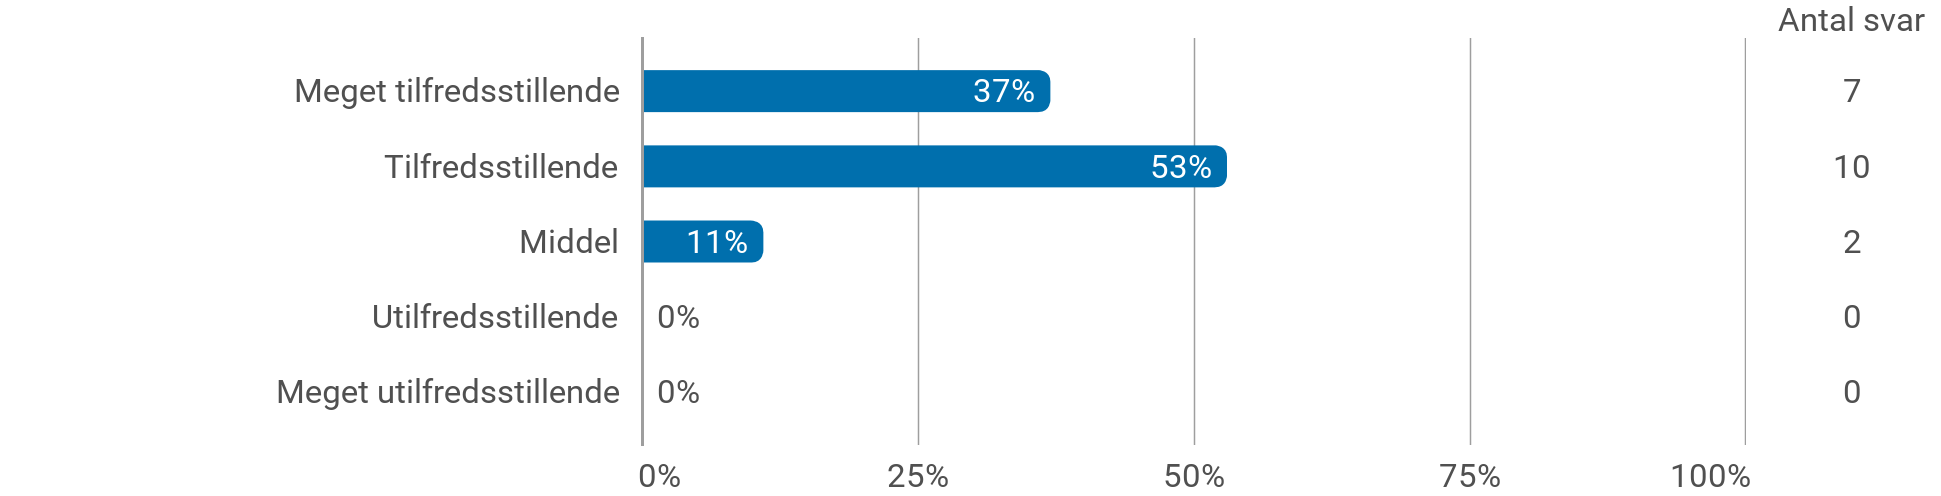 Antal svar
Meget tilfredsstillende 37% 7
Tilfredsstillende 53% 10
Middel 11% 2
Utilfredsstillende 0% 0
Meget utilfredsstillende 0% 0
0% 25% 50% 75% 100%